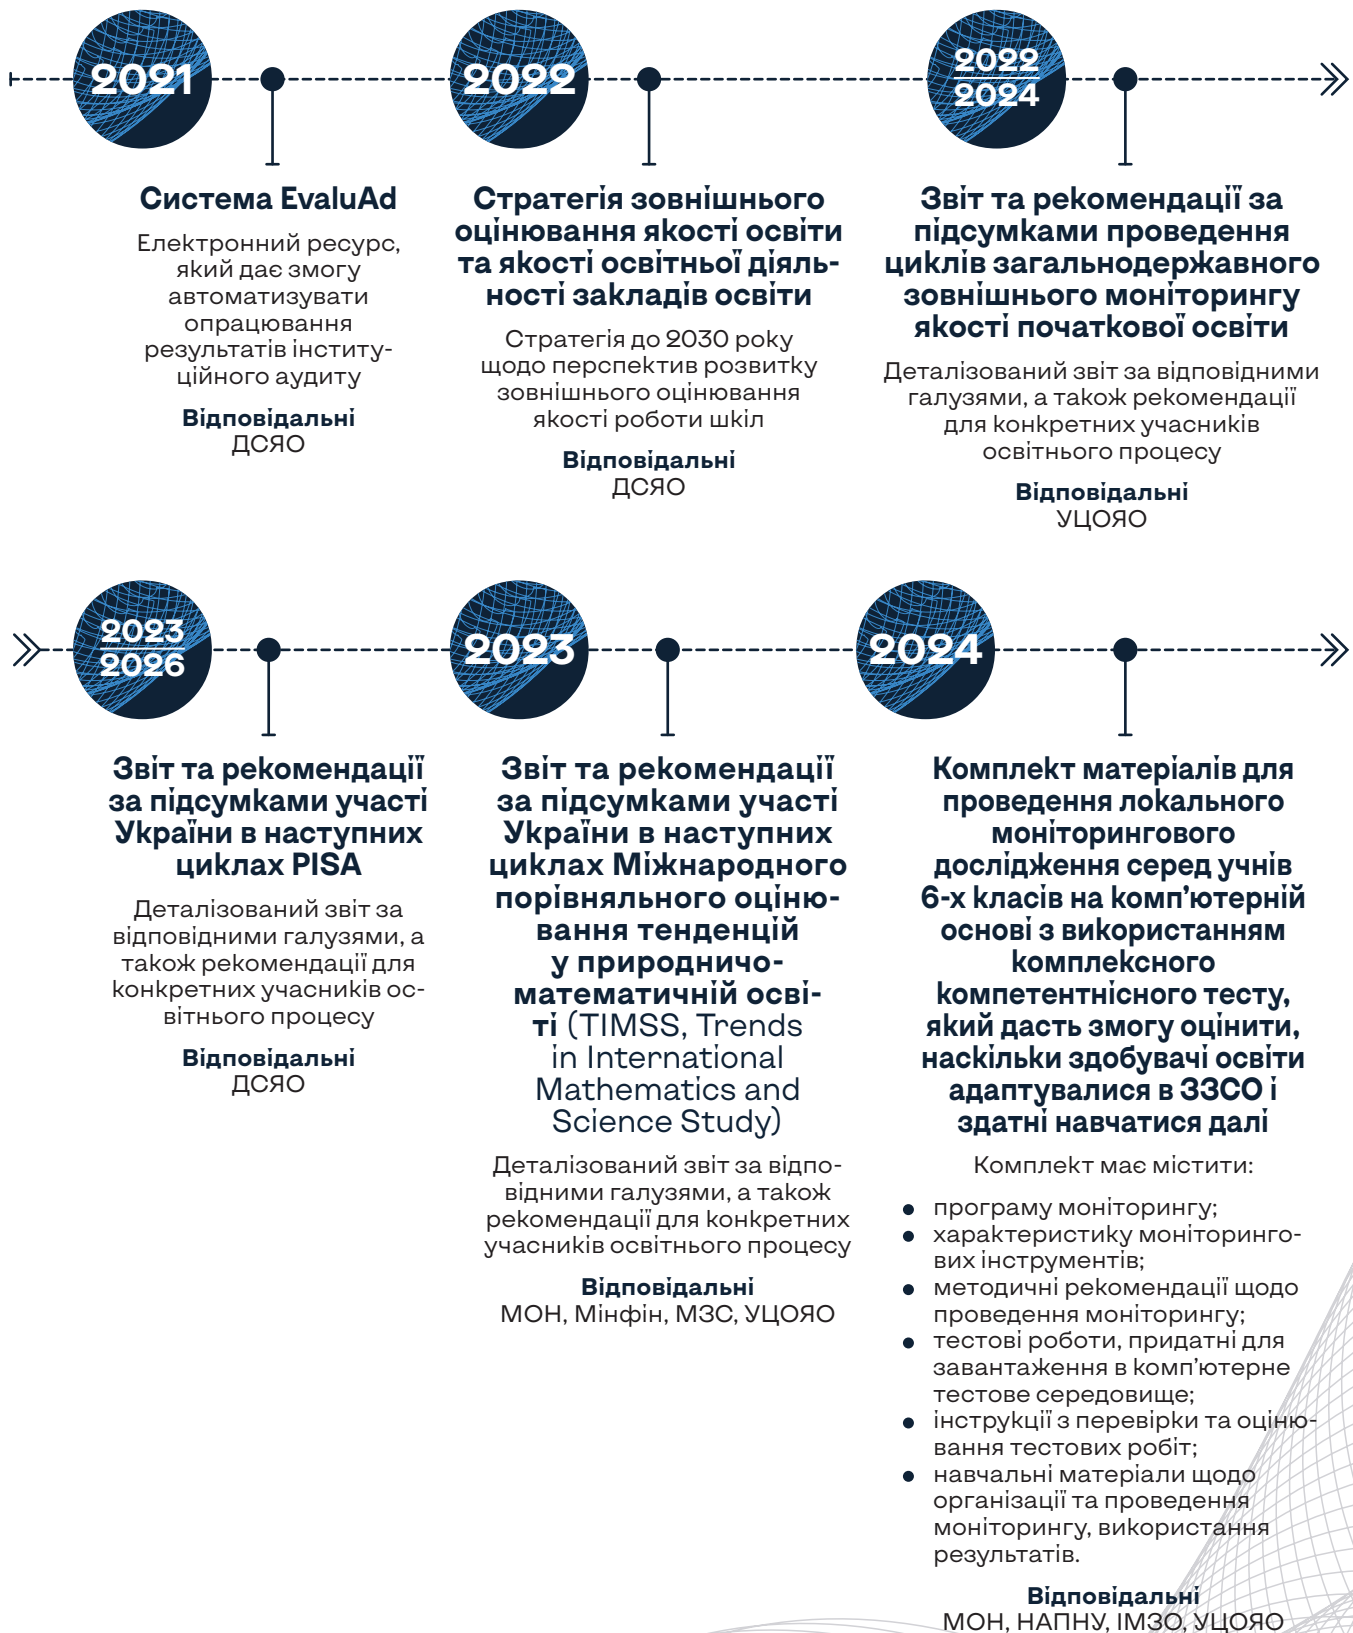 2021
Система EvaluAd
Електронний ресурс,
який дає змогу
автоматизувати
опрацювання
результатів інститу-
ційного аудиту
Відповідальні
ДСЯО
2022
Стратегія зовнішнього
оцінювання якості освіти
та якості освітньої діяль-
ності закладів освіти
Стратегія до 2030 року
щодо перспектив розвитку
зовнішнього оцінювання
якості роботи шкіл
Відповідальні
ДСЯО
2022
2024
Звіт та рекомендації за
підсумками проведення
циклів загальнодержавного
зовнішнього моніторингу
якості початкової освіти
Деталізований звіт за відповідними
галузями, а також рекомендації
для конкретних учасників
освітнього процесу
Відповідальні
УЦОЯО
2023
2026
Звіт та рекомендації
за підсумками участі
України в наступних
циклах PISA
Деталізований звіт за
відповідними галузями, а
також рекомендації для
конкретних учасників ос-
вітнього процесу
Відповідальні
ДСЯО
2023
Звіт та рекомендації
за підсумками участі
України в наступних
циклах Міжнародного
порівняльного оціню-
вання тенденцій
у природничо-
математичній осві-
ті (TIMSS, Trends
in International
Mathematics and
Science Study)
Деталізований звіт за відпо-
відними галузями, а також
рекомендації для конкретних
учасників освітнього процесу
Відповідальні
МОН, Мінфін, МЗС, УЦОЯО
2024
Комплект матеріалів для
проведення локального
моніторингового
дослідження серед учнів
6-х класів на комп’ютерній
основі з використанням
комплексного
компетентнісного тесту,
який дасть змогу оцінити,
наскільки здобувачі освіти
адаптувалися в ЗЗСО і
здатні навчатися далі
Комплект має містити:
● програму моніторингу;
● характеристику моніторинго-
вих інструментів;
● методичні рекомендації щодо
проведення моніторингу;
● тестові роботи, придатні для
завантаження в комп’ютерне
тестове середовище;
● інструкції з перевірки та оціню-
вання тестових робіт;
● навчальні матеріали щодо
організації та проведення
моніторингу, використання
результатів.
Відповідальні
МОН, НАПНУ, ІМЗО, УЦОЯО